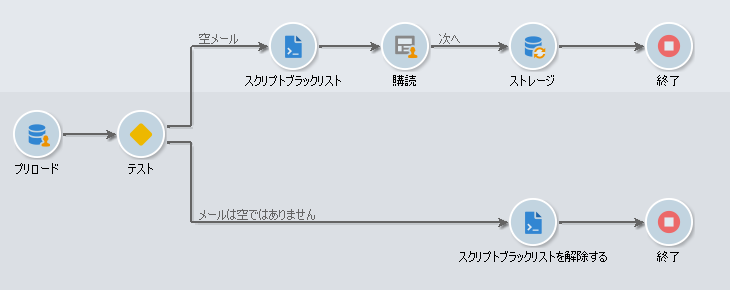 空メール
次へ
スクリプトブラックリスト
購読
ストレージ
終了
プリロード
テスト
メールは空ではありません
スクリプトブラックリストを解除する
終了